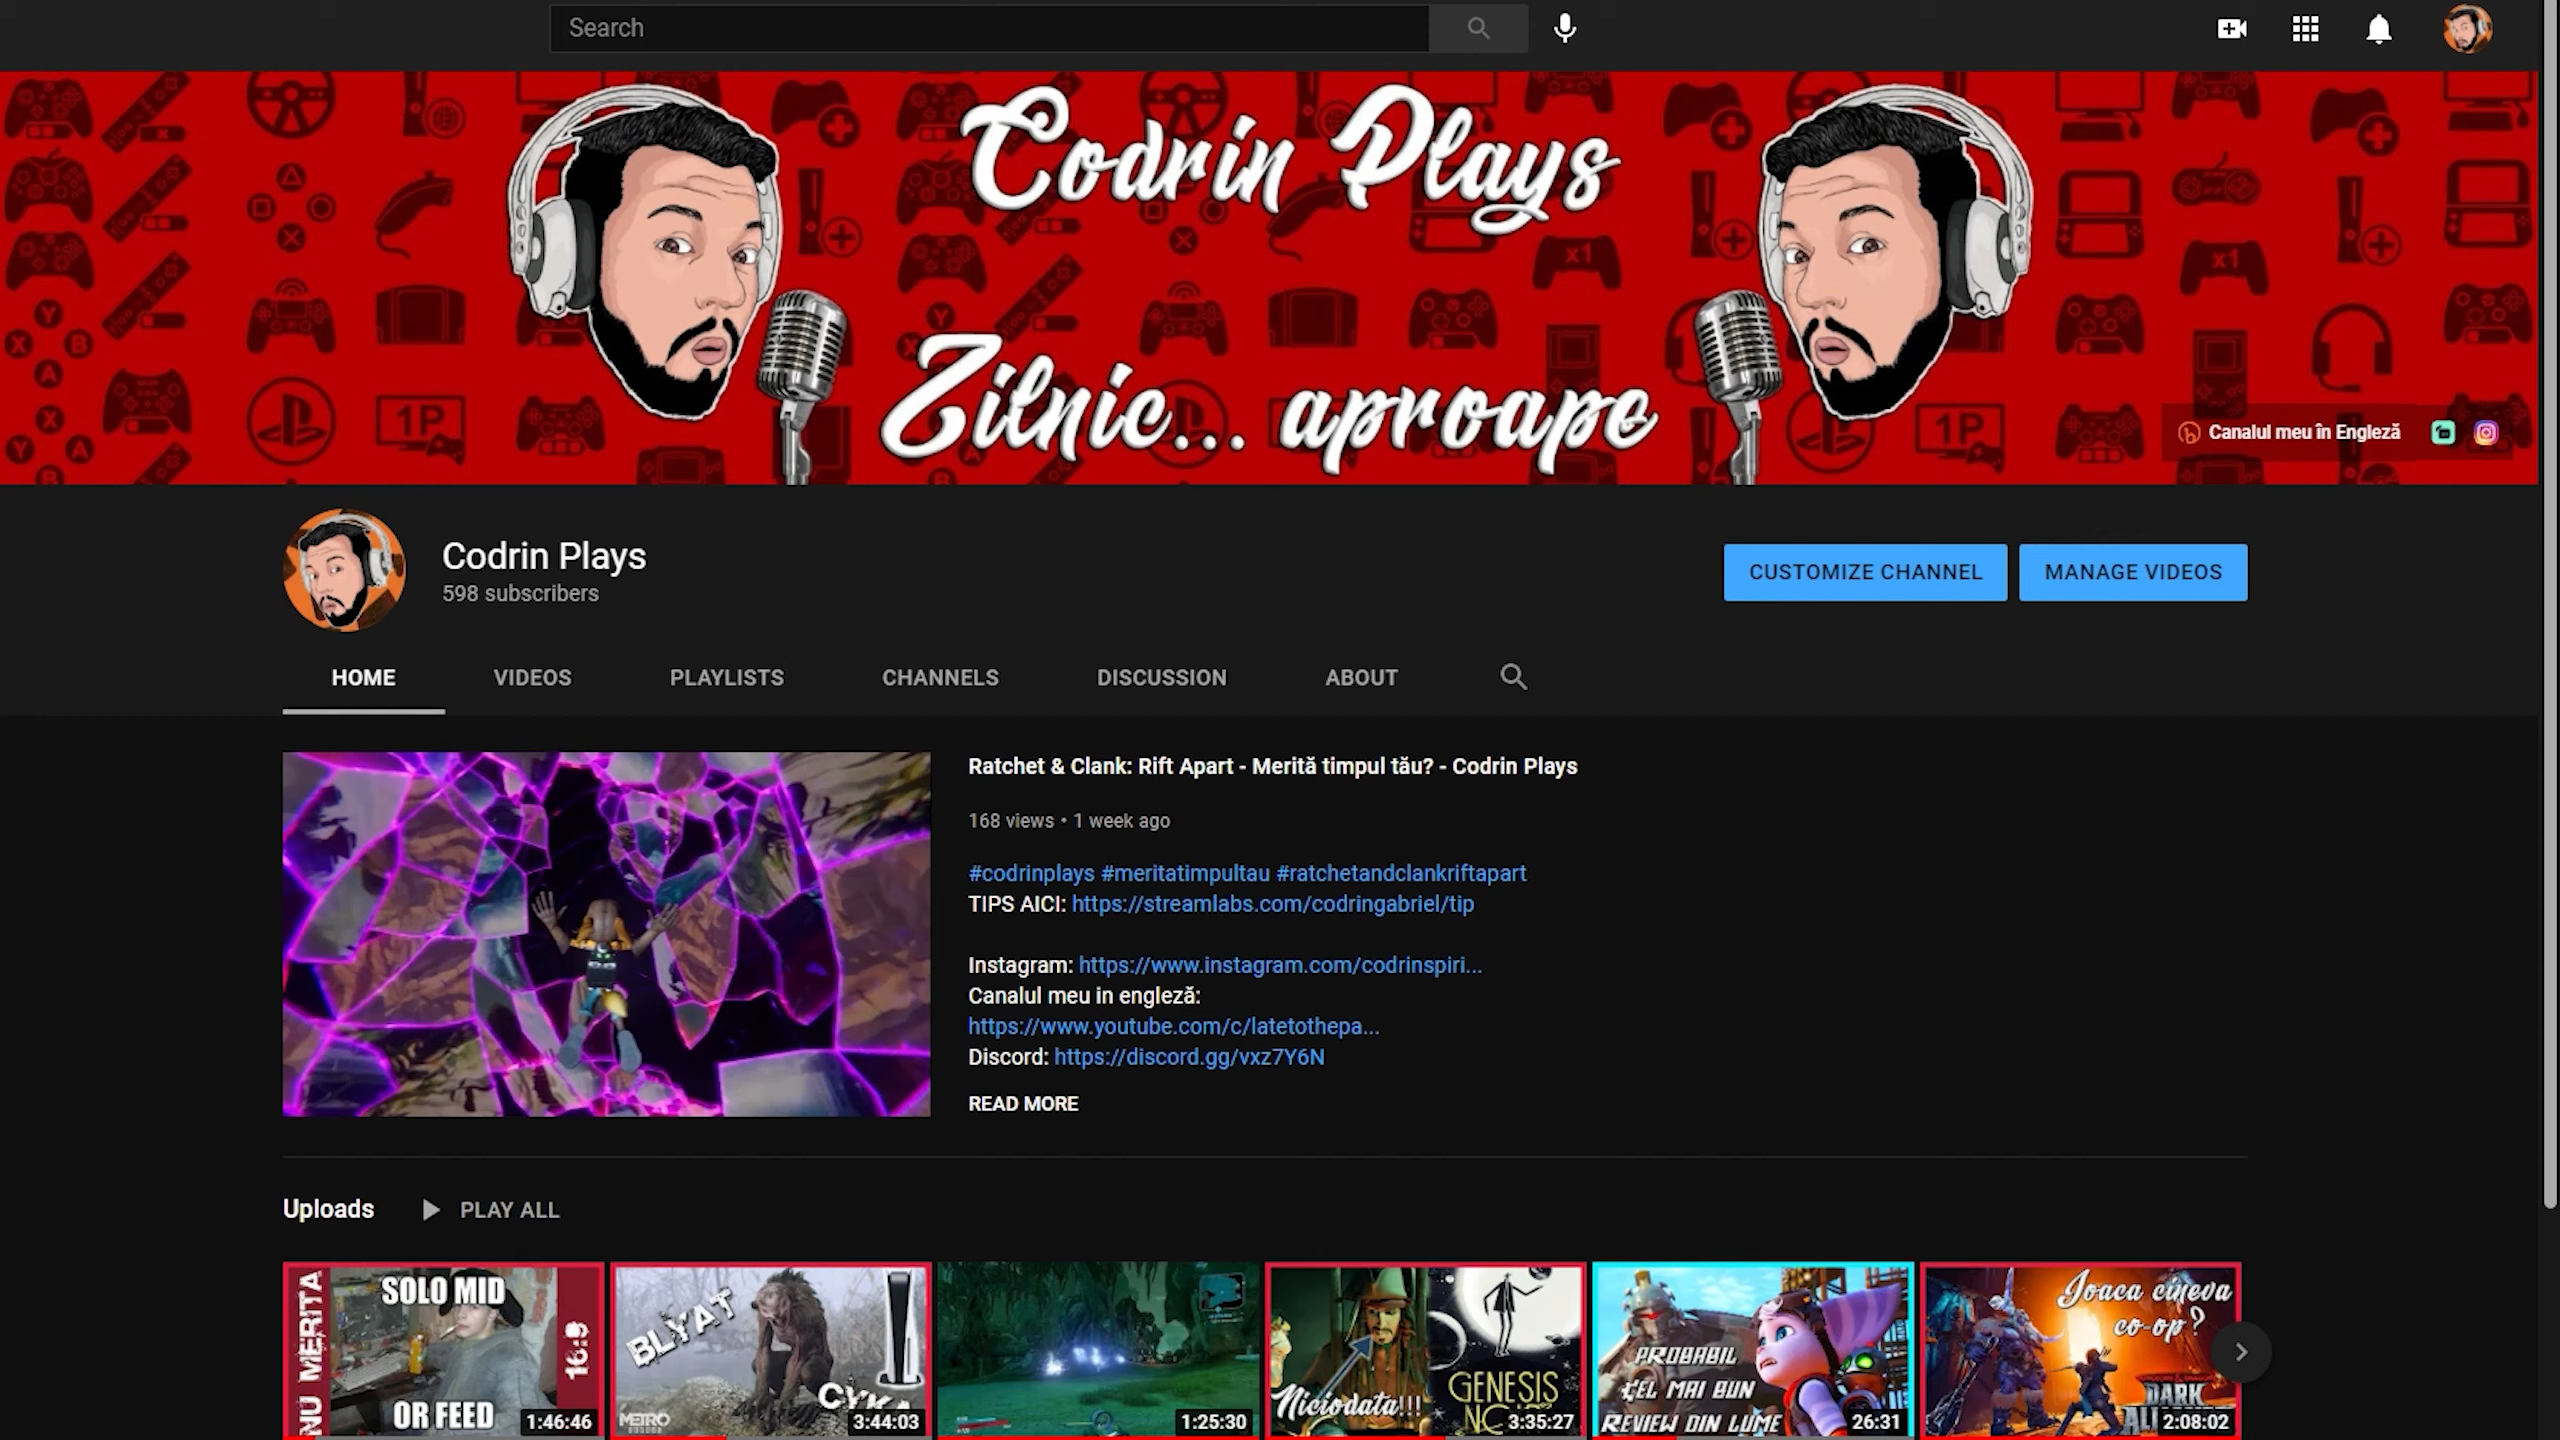 Search
Codrin Plays
Zilnic... aproape
Canalul meu în Engleză
Codrin Plays
598 subscribers
CUSTOMIZE CHANNEL
MANAGE VIDEOS
HOME
VIDEOS
PLAYLISTS
CHANNELS
DISCUSSION
ABOUT
Ratchet & Clank: Rift Apart - Merită timpul tău? - Codrin Plays
168 views • 1 week ago
#codrinplays #meritatimpultau #ratchetandclankriftapart
TIPS AICI: https://streamlabs.com/codringabriel/tip
Instagram: https://www.instagram.com/codrinspiri...
Canalul meu in engleză:
https://www.youtube.com/c/latetothepa...
Discord: https://discord.gg/vxz7Y6N
READ MORE
Uploads
PLAY ALL
NU MERITA
SOLO MID
OR FEED
16:9
1:46:46
BLYAT
CYKA
METRO
3:44:03
1:25:30
Niciodata!!!
GENESIS
3:35:27
PROBABIL
CEL MAI BUN
REVIEW DIN LUME
26:31
Joaca cineva
co-op?
DARK
2:08:02